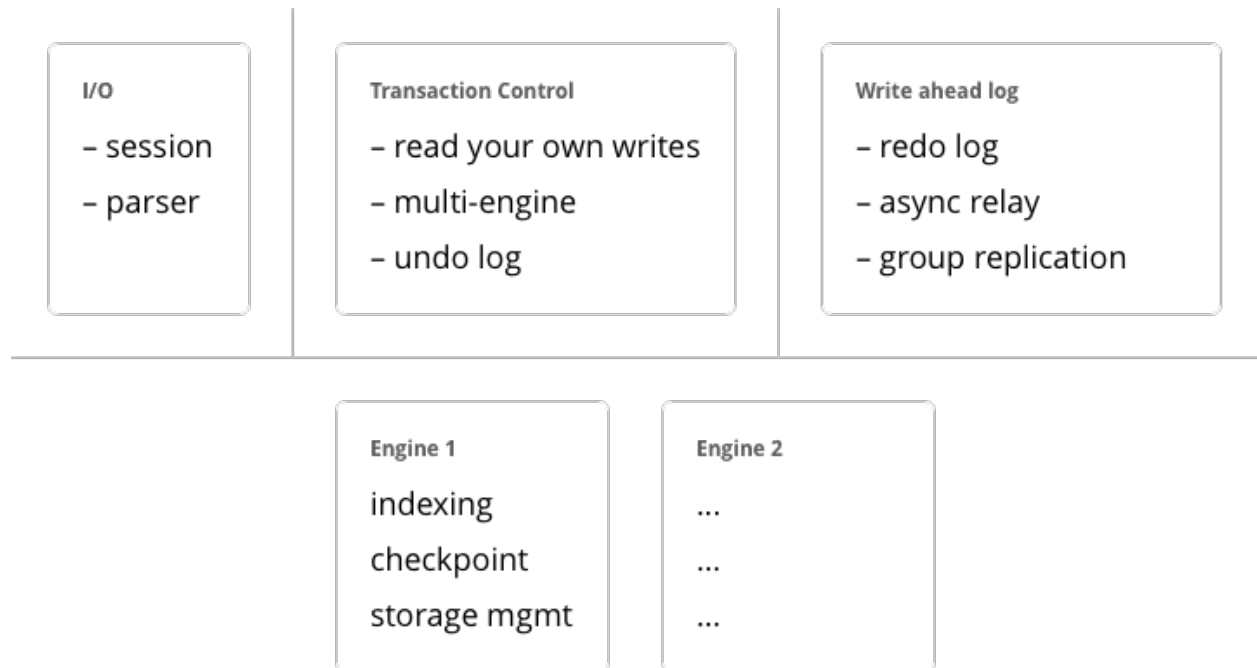 I/O
– session
– parser
Transaction Control
– read your own writes
– multi-engine
– undo log
Write ahead log
– redo log
– async relay
– group replication
Engine 1
indexing
checkpoint
storage mgmt
Engine 2
...
...
...